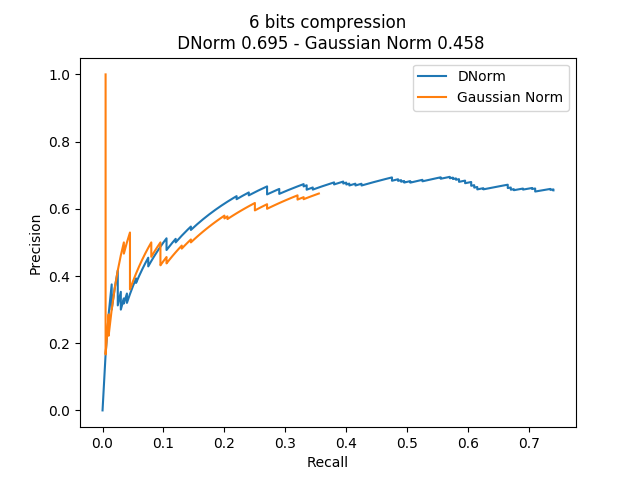 6 bits compression
DNorm 0.695 - Gaussian Norm 0.458
DNorm
Gaussian Norm
Precision
1.0
0.8
0.6
0.4
0.2
0.0
0.0 0.1 0.2 0.3 0.4 0.5 0.6 0.7
Recall